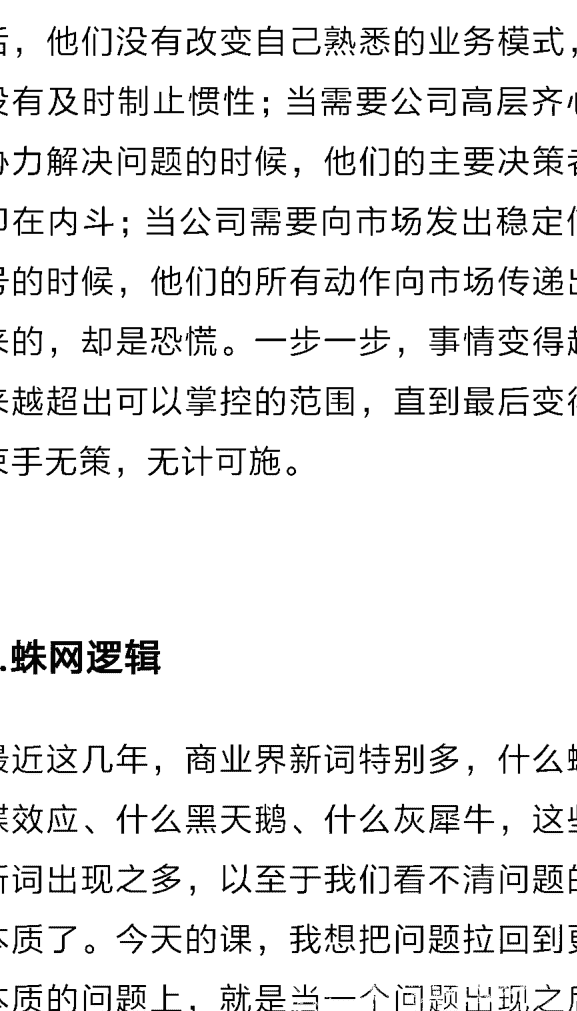 后，他们没有改变自己熟悉的业务模式，
没有及时制止惯性；当需要公司高层齐心
协力解决问题的时候，他们的主要决策者
却在内斗；当公司需要向市场发出稳定信
号的时候，他们的所有动作向市场传递出
来的，却是恐慌。一步一步，事情变得越
来越超出可以掌控的范围，直到最后变得
束手无策，无计可施。
.蛛网逻辑
最近这几年，商业界新词特别多，什么蝴
蝶效应、什么黑天鹅、什么灰犀牛，这些
新词出现之多，以至于我们看不清问题的
本质了。今天的课，我想把问题拉回到更
本质的问题上，就是当一个问题出现之后